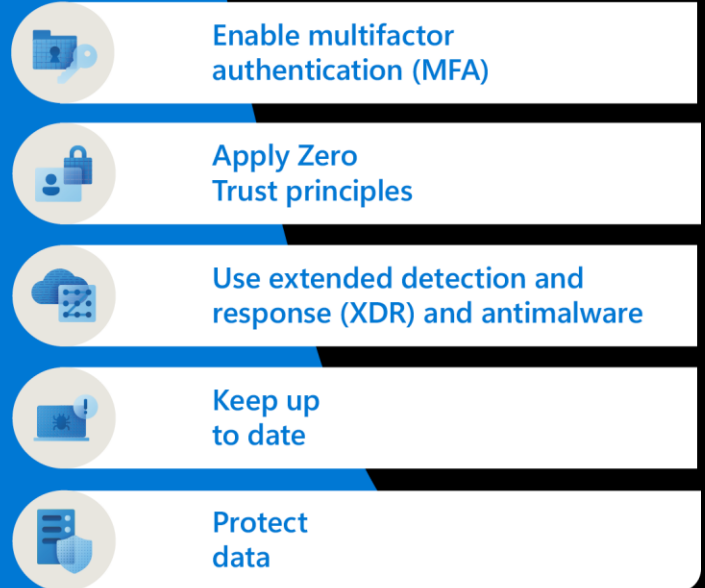 Enable multifactor
authentication (MFA)
Apply Zero
Trust principles
Use extended detection and
response (XDR) and antimalware
Keep up
to date
Protect
data